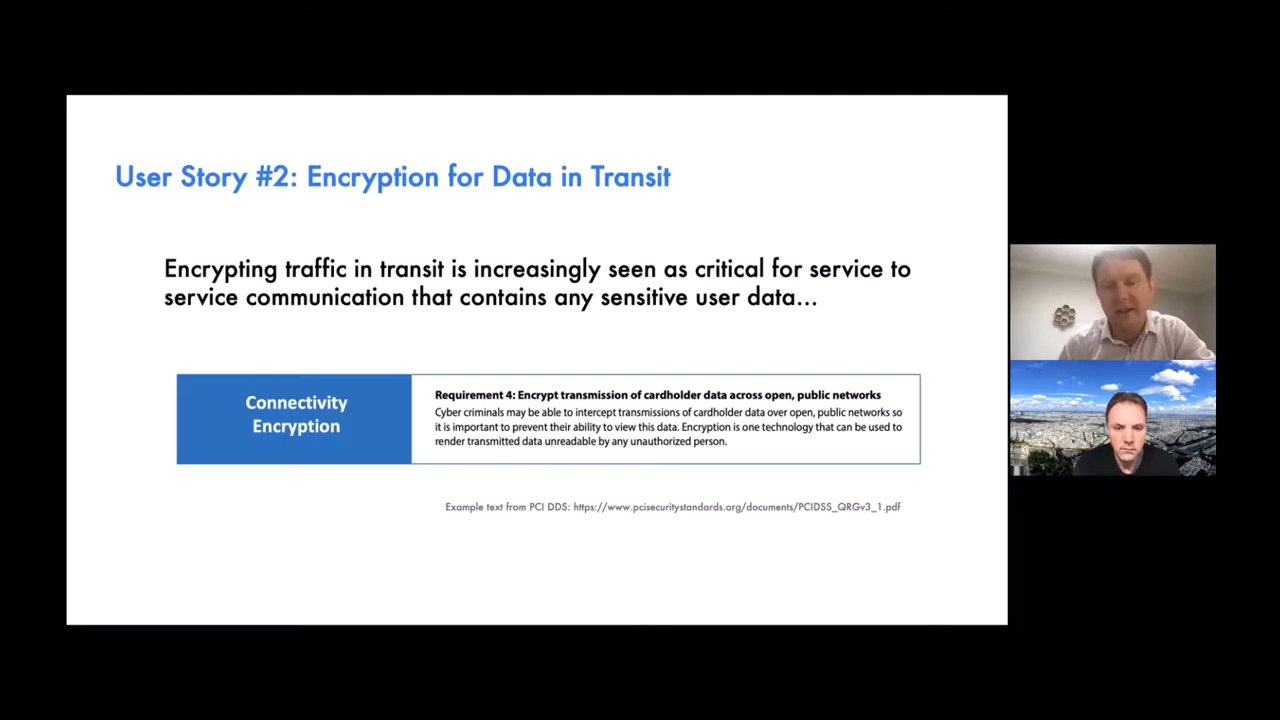 User Story #2: Encryption for Data in Transit
Encrypting traffic in transit is increasingly seen as critical for service to
service communication that contains any sensitive user data...
Connectivity
Encryption
Requirement 4: Encrypt transmission of cardholder data across open, public networks
Cyber criminals may be able to intercept transmissions of cardholder data over open, public networks so
it is important to prevent their ability to view this data. Encryption is one technology that can be used to
render transmitted data unreadable by any unauthorized person.
Example text from PCI DDS: https://www.pcisecuritystandards.org/documents/PCIDSS_QRGv3_1.pdf